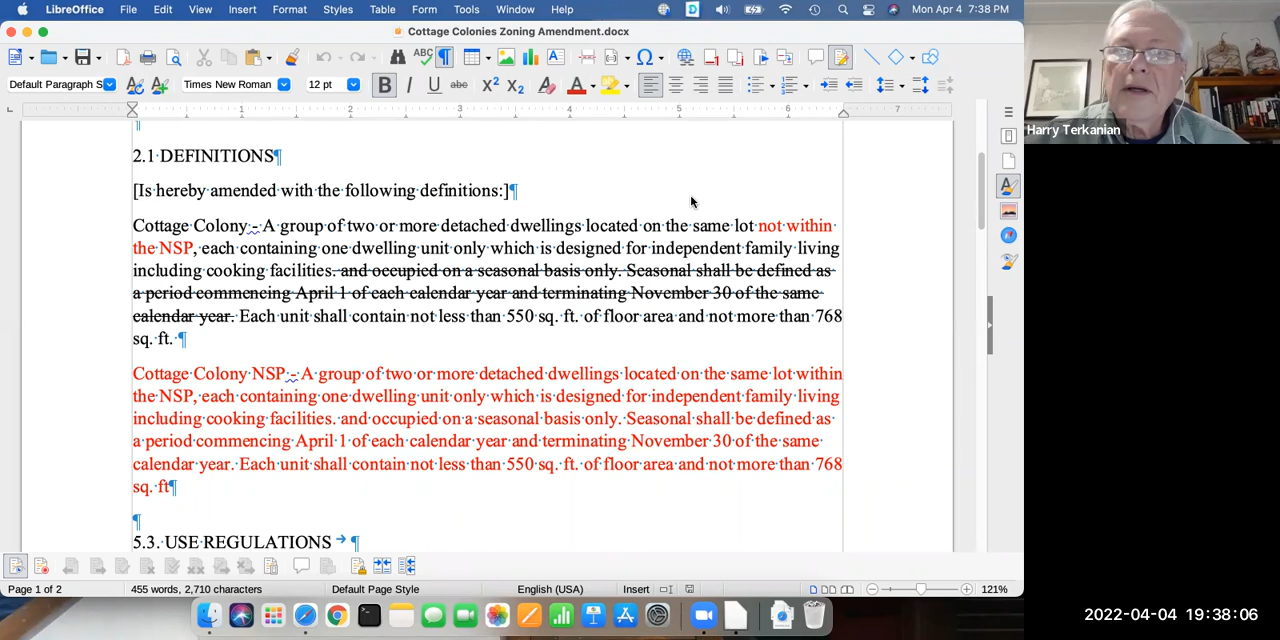 LibreOffice File Edit View Insert Format Styles Table Form Tools Window Help Mon Apr 4 7:38 PM
Cottage Colonies Zoning Amendment.docx
Default Paragraph S Times New Roman 12 pt
1 2 3 4 5 6 7
2.1 DEFINITIONS¶
[Is hereby amended with the following definitions:]¶
Cottage Colony - A group of two or more detached dwellings located on the same lot not within
the NSP, each containing one dwelling unit only which is designed for independent family living
including cooking facilities. and occupied on a seasonal basis only. Seasonal shall be defined as
a period commencing April 1 of each calendar year and terminating November 30 of the same
calendar year. Each unit shall contain not less than 550 sq. ft. of floor area and not more than 768
sq. ft. ¶
Cottage Colony NSP - A group of two or more detached dwellings located on the same lot within
the NSP, each containing one dwelling unit only which is designed for independent family living
including cooking facilities. and occupied on a seasonal basis only. Seasonal shall be defined as
a period commencing April 1 of each calendar year and terminating November 30 of the same
calendar year. Each unit shall contain not less than 550 sq. ft. of floor area and not more than 768
sq. ft¶
¶
5.3. USE REGULATIONS → ¶
Page 1 of 2 455 words, 2,710 characters Default Page Style English (USA) Insert 121%
Harry Terkanian
2022-04-04 19:38:06